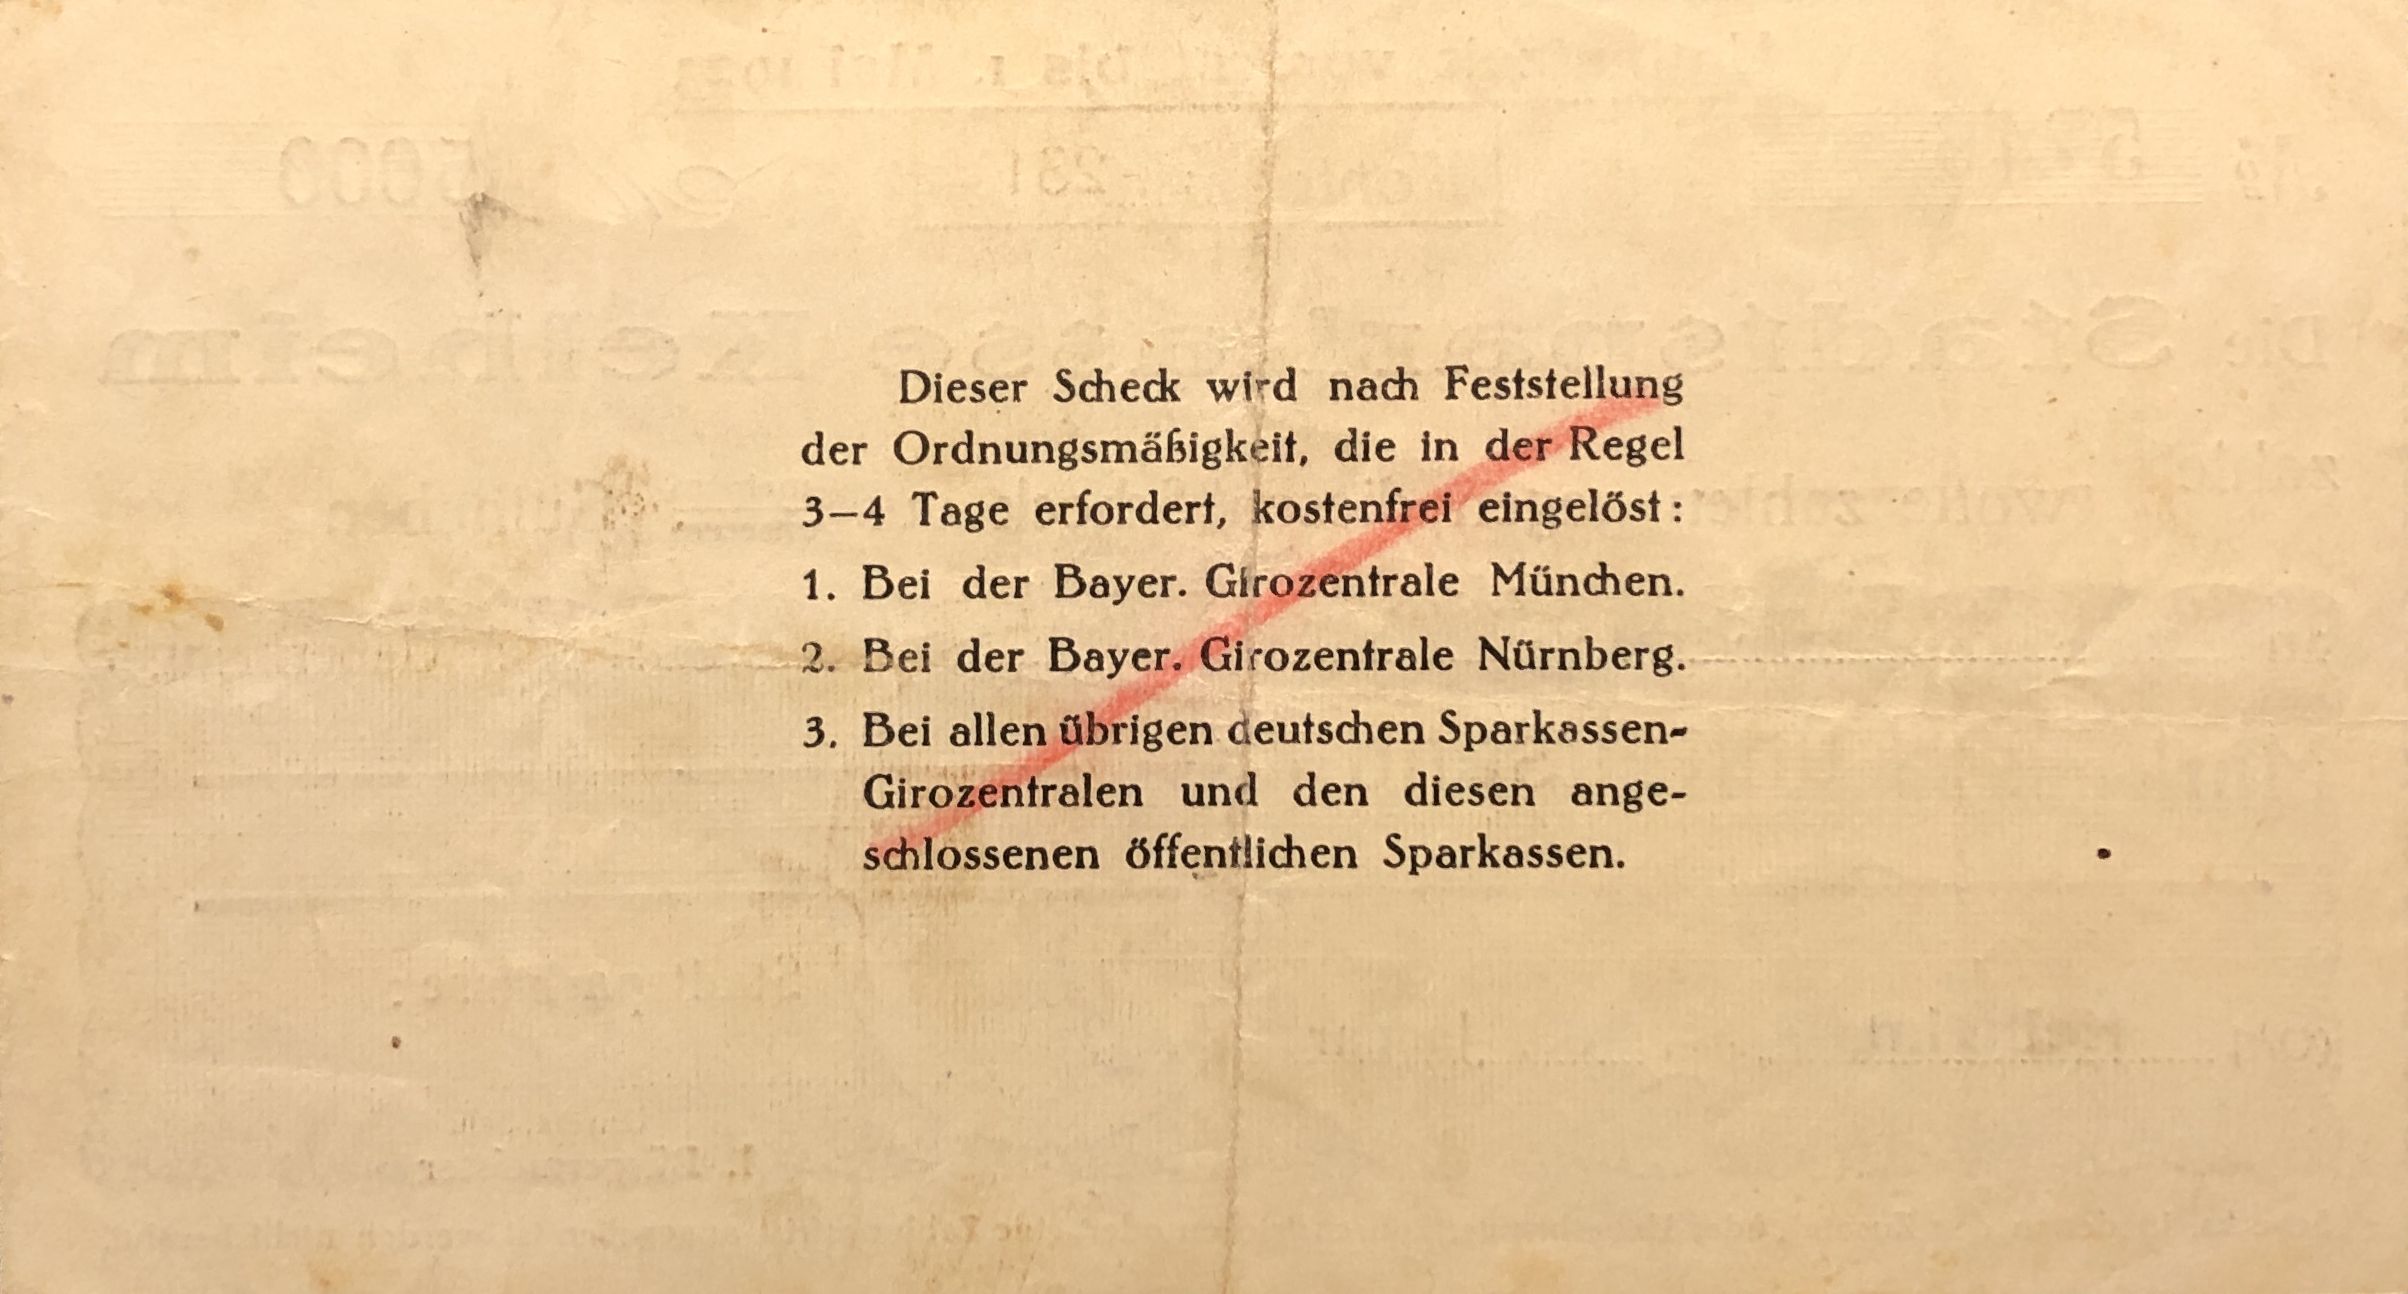 Dieser Scheck wird nach Feststellung
der Ordnungsmäßigkeit, die in der Regel
3–4 Tage erfordert, kostenfrei eingelöst:
1. Bei der Bayer. Girozentrale München.
2. Bei der Bayer. Girozentrale Nürnberg.
3. Bei allen übrigen deutschen Sparkassen-
Girozentralen und den diesen ange-
schlossenen öffentlichen Sparkassen.